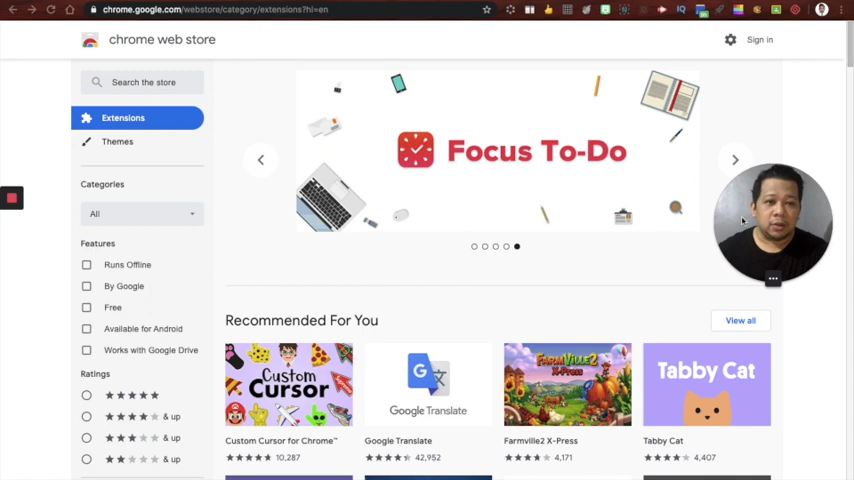 chrome.google.com/webstore/category/extensions?hl=en
chrome web store
Sign in
Search the store
Extensions
Themes
Categories
All
Features
Runs Offline
By Google
Free
Available for Android
Works with Google Drive
Ratings
& up
& up
& up
Focus To-Do
Recommended For You
View all
Custom Cursor
Google Translate
FARMVILLE 2
X-PRESS
Tabby Cat
Custom Cursor for Chrome™
Google Translate
Farmville2 X-Press
Tabby Cat
10,287
42,952
4,171
4,407